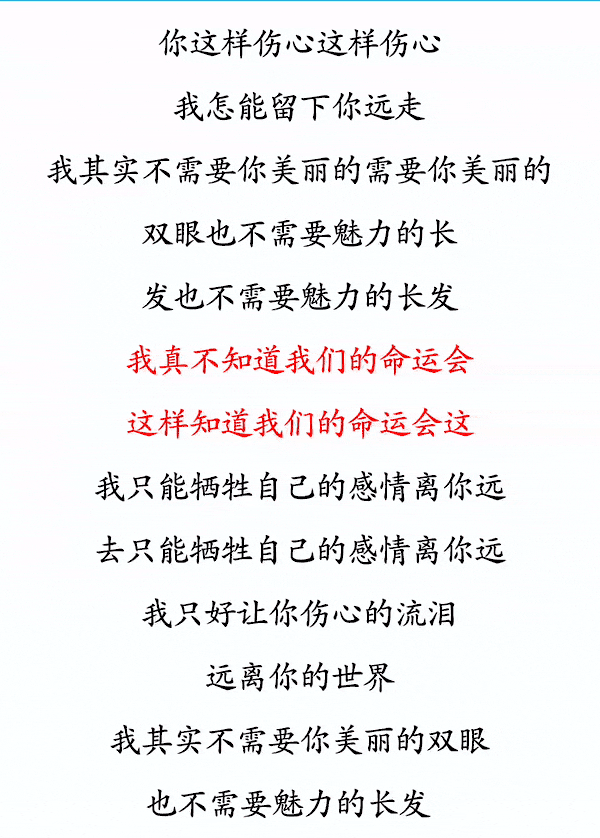 你这样伤心这样伤心
我怎能留下你远走
我其实不需要你美丽的需要你美丽的
双眼也不需要魅力的长
发也不需要魅力的长发
我真不知道我们的命运会
这样知道我们的命运会这
我只能牺牲自己的感情离你远
去只能牺牲自己的感情离你远
我只好让你伤心的流泪
远离你的世界
我其实不需要你美丽的双眼
也不需要魅力的长发